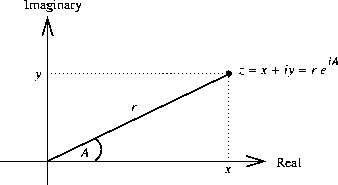 Imaginary
y
z = x + iy = r e^{iA}
r
A
x
Real